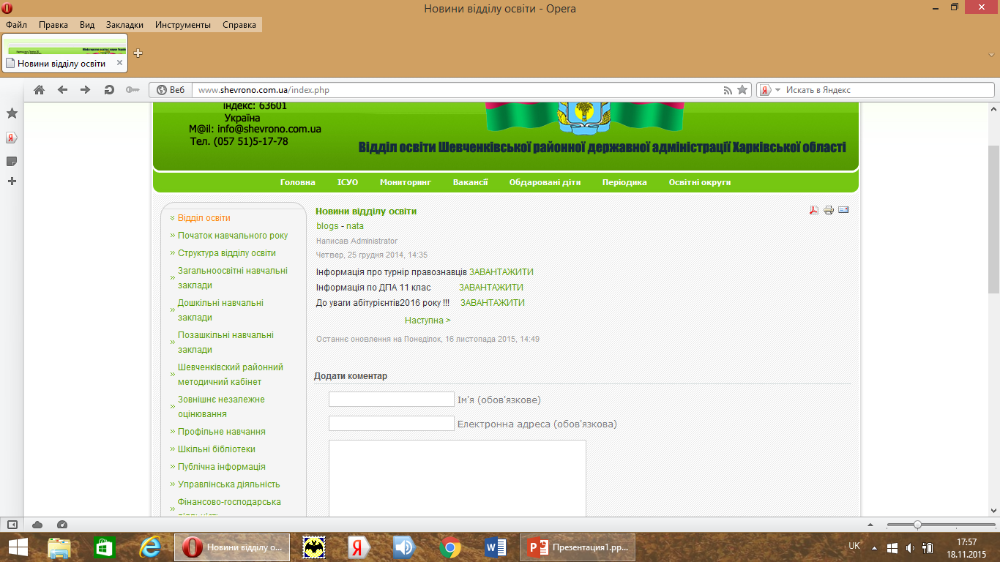 Новини відділу освіти - Opera
Файл Правка Вид Закладки Инструменты Справка
Новини відділу освіти
Веб www.shevrono.com.ua/index.php Искать в Яндекс
індекс: 63601
Україна
M@il: info@shevrono.com.ua
Тел. (057 51)5-17-78
Відділ освіти Шевченківської районної державної адміністрації Харківської області
Головна ІСУО Мониторинг Вакансії Обдаровані діти Періодика Освітні округи
Відділ освіти
Початок навчального року
Структура відділу освіти
Загальноосвітні навчальні
заклади
Дошкільні навчальні
заклади
Позашкільні навчальні
заклади
Шевченківский районний
методичний кабінет
Зовнішнє незалежне
оцінювання
Профільне навчання
Шкільні бібліотеки
Публічна інформація
Управлінська діяльність
Фінансово-господарська
Новини відділу освіти
blogs - nata
Написав Administrator
Четвер, 25 грудня 2014, 14:35
Інформація про турнір правознавців ЗАВАНТАЖИТИ
Інформація по ДПА 11 клас ЗАВАНТАЖИТИ
До уваги абітурієнтів2016 року !!! ЗАВАНТАЖИТИ
Наступна >
Останнє оновлення на Понеділок, 16 листопада 2015, 14:49
Додати коментар
Ім'я (обов'язкове)
Електронна адреса (обов'язкова)
Новини відділу о...
Презентация1.pp...
UK
17:57
18.11.2015